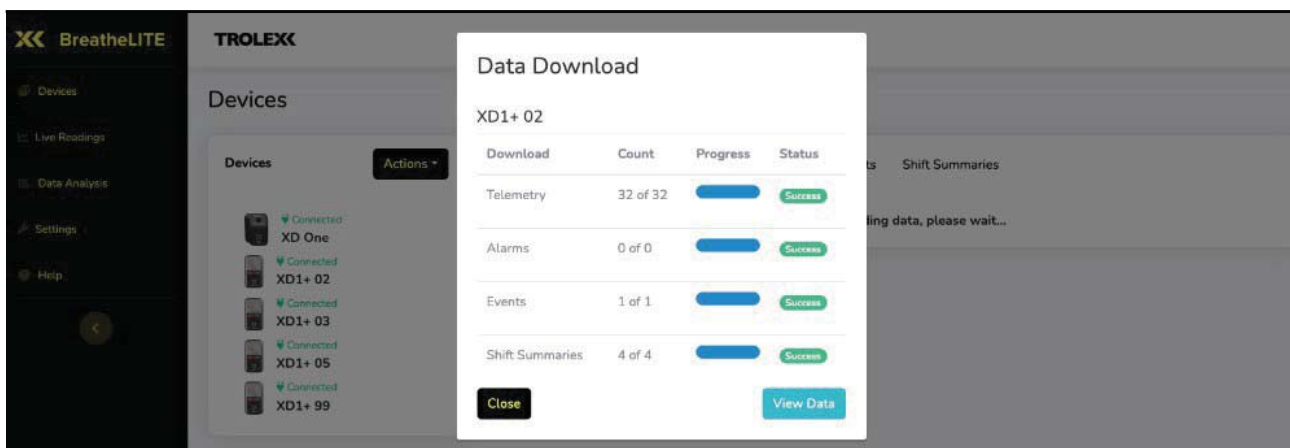 BreatheLITE
Devices
Live Readings
Data Analysis
Settings
Help
TROLEX
Devices
Devices
Actions
Connected
XD One
Connected
XD1+ 02
Connected
XD1+ 03
Connected
XD1+ 05
Connected
XD1+ 99
Data Download
XD1+ 02
Download Count Progress Status
Telemetry 32 of 32 Success
Alarms 0 of 0 Success
Events 1 of 1 Success
Shift Summaries 4 of 4 Success
Close View Data
ts Shift Summaries
ding data, please wait...